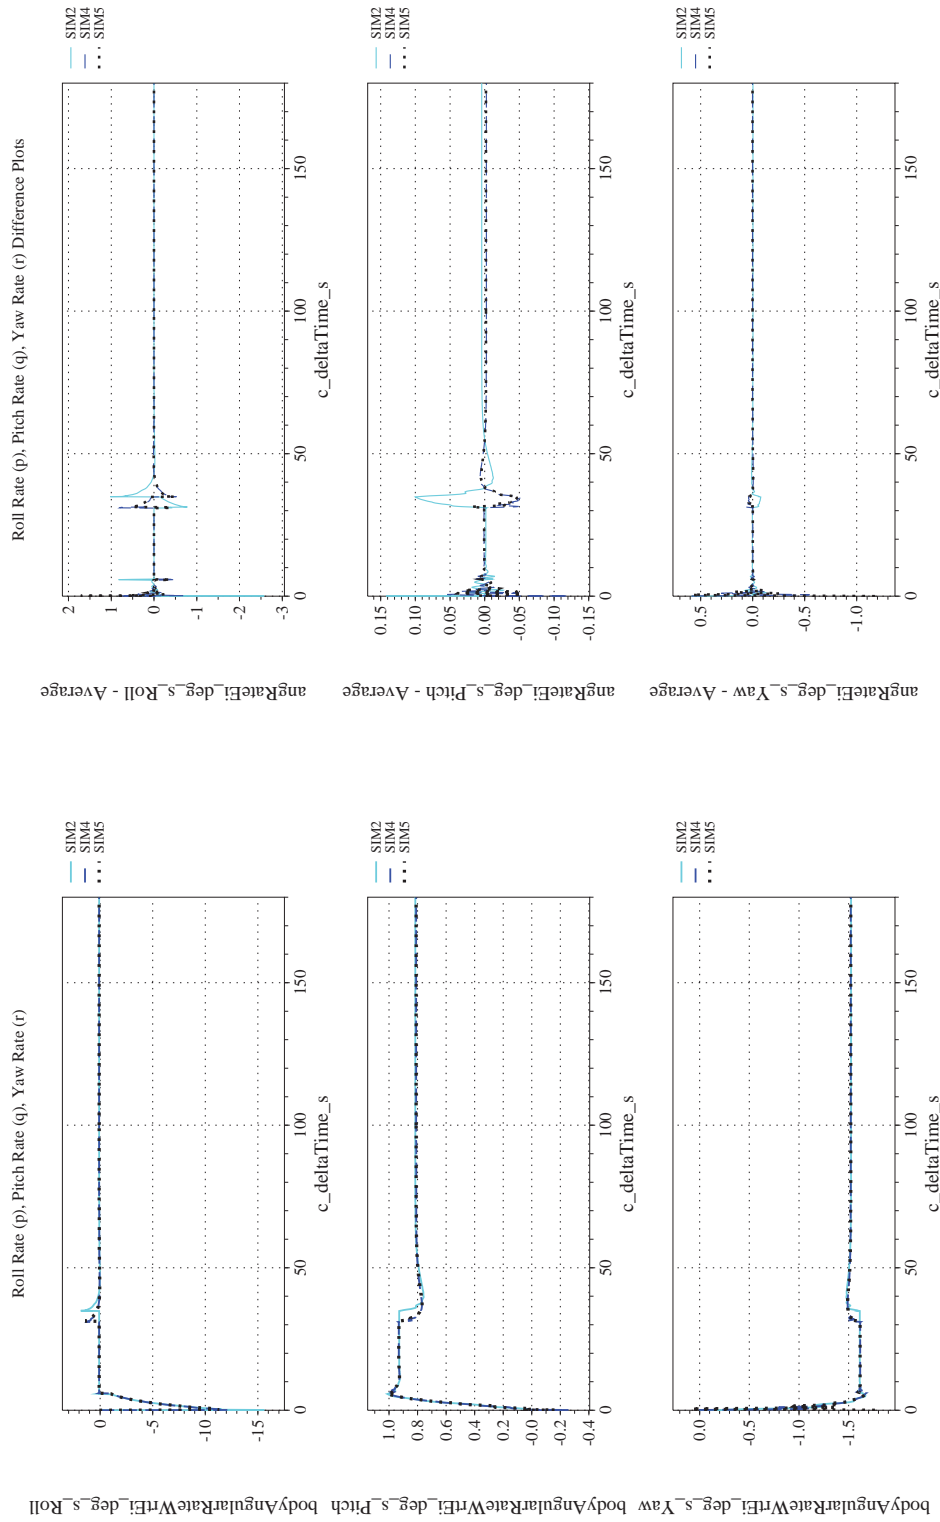 Roll Rate (p), Pitch Rate (q), Yaw Rate (r)
SIM2
SIM4
SIM5
0
-5
-10
-15
0
50
100
150
c_deltaTime_s
bodyAngularRateWrtEi_deg_s_Roll
SIM2
SIM4
SIM5
1.0
0.8
0.6
0.4
0.2
-0.0
-0.2
-0.4
0
50
100
150
c_deltaTime_s
bodyAngularRateWrtEi_deg_s_Pitch
SIM2
SIM4
SIM5
0.0
-0.5
-1.0
-1.5
0
50
100
150
c_deltaTime_s
bodyAngularRateWrtEi_deg_s_Yaw
Roll Rate (p), Pitch Rate (q), Yaw Rate (r) Difference Plots
SIM2
SIM4
SIM5
2
1
0
-1
-2
-3
0
50
100
150
c_deltaTime_s
angRateEi_deg_s_Roll - Average
SIM2
SIM4
SIM5
0.15
0.10
0.05
0.00
-0.05
-0.10
-0.15
0
50
100
150
c_deltaTime_s
angRateEi_deg_s_Pitch - Average
SIM2
SIM4
SIM5
0.5
0.0
-0.5
-1.0
0
50
100
150
c_deltaTime_s
angRateEi_deg_s_Yaw - Average